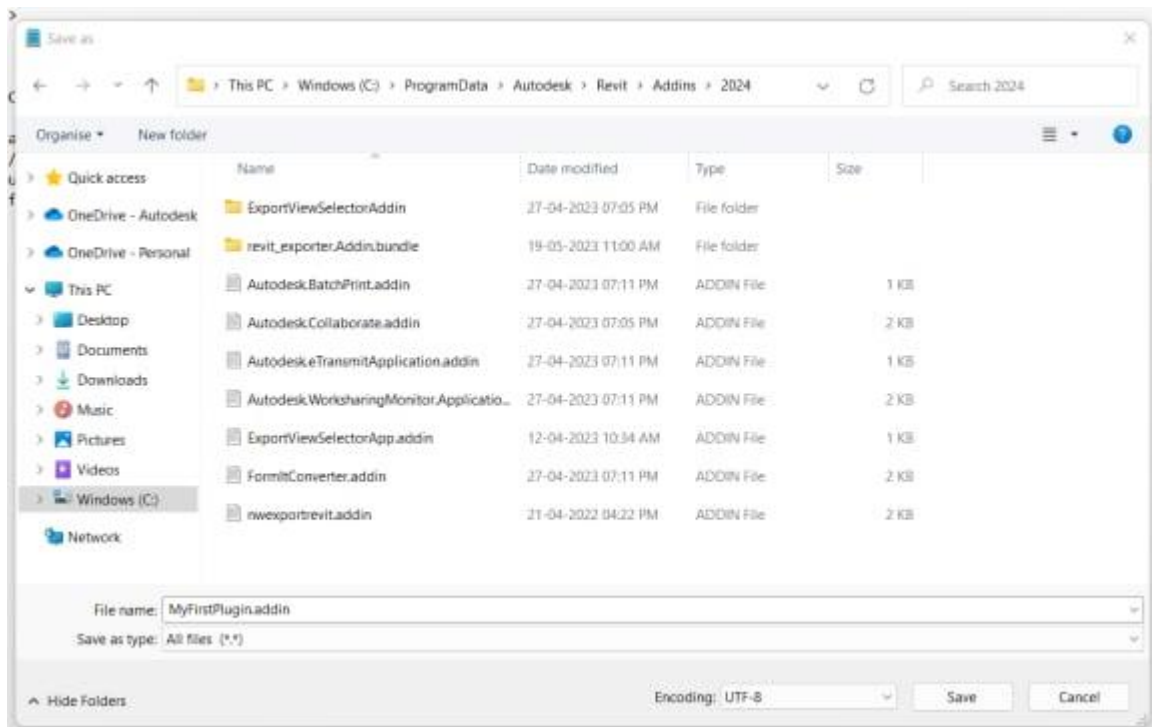 Save as
This PC > Windows (C:) > ProgramData > Autodesk > Revit > Addins > 2024
Search 2024
Organise
New folder
Name Date modified Type Size
Quick access
OneDrive - Autodesk
OneDrive - Personal
This PC
Desktop
Documents
Downloads
Music
Pictures
Videos
Windows (C:)
Network
ExportViewSelectorAddin 27-04-2023 07:05 PM File folder
revit_exporter.Addin.bundle 19-05-2023 11:00 AM File folder
Autodesk.BatchPrint.addin 27-04-2023 07:11 PM ADDIN File 1 KB
Autodesk.Collaborate.addin 27-04-2023 07:05 PM ADDIN File 2 KB
Autodesk.eTransmitApplication.addin 27-04-2023 07:11 PM ADDIN File 1 KB
Autodesk.WorksharingMonitor.Applicatio... 27-04-2023 07:11 PM ADDIN File 2 KB
ExportViewSelectorApp.addin 12-04-2023 10:34 AM ADDIN File 1 KB
FormItConverter.addin 27-04-2023 07:11 PM ADDIN File 2 KB
nwexportrevit.addin 21-04-2022 04:22 PM ADDIN File 2 KB
File name: MyFirstPlugin.addin
Save as type: All files (*.*)
Hide Folders
Encoding: UTF-8
Save
Cancel